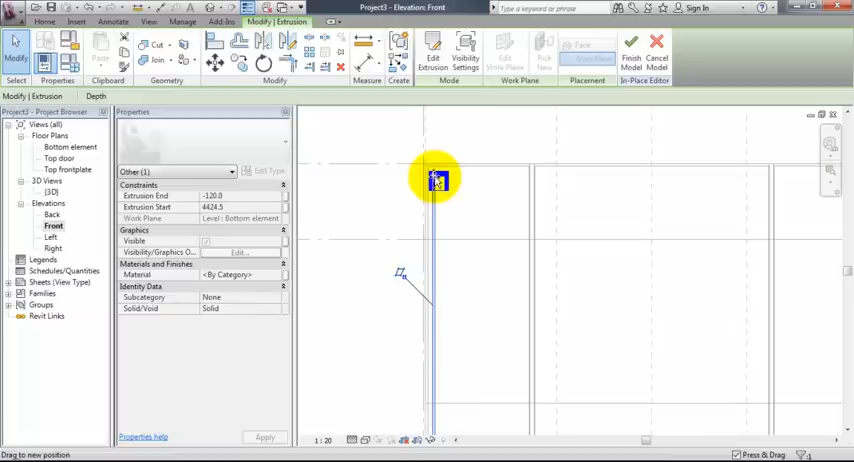 Project3 - Elevation: Front
Type a keyword or phrase
Sign In
Home Insert Annotate View Manage Add-Ins Modify | Extrusion
Modify
Paste
Cut
Join
Edit Extrusion
Visibility Settings
Edit Work Plane
Pick New
Face
Finish Model
Cancel Model
Select Properties Clipboard Geometry Modify Measure Create Mode Work Plane Placement In-Place Editor
Modify | Extrusion Depth
Project3 - Project Browser
Views (all)
Floor Plans
Bottom element
Top door
Top frontplate
3D Views
{3D}
Elevations
Back
Front
Left
Right
Legends
Schedules/Quantities
Sheets (View Type)
Families
Groups
Revit Links
Properties
Other (1)
Edit Type
Constraints
Extrusion End -120.0
Extrusion Start 4424.5
Work Plane Level : Bottom element
Graphics
Visible
Visibility/Graphics O... Edit...
Materials and Finishes
Material <By Category>
Identity Data
Subcategory None
Solid/Void Solid
Properties help
Apply
1 : 20
Drag to new position
Press & Drag
:1